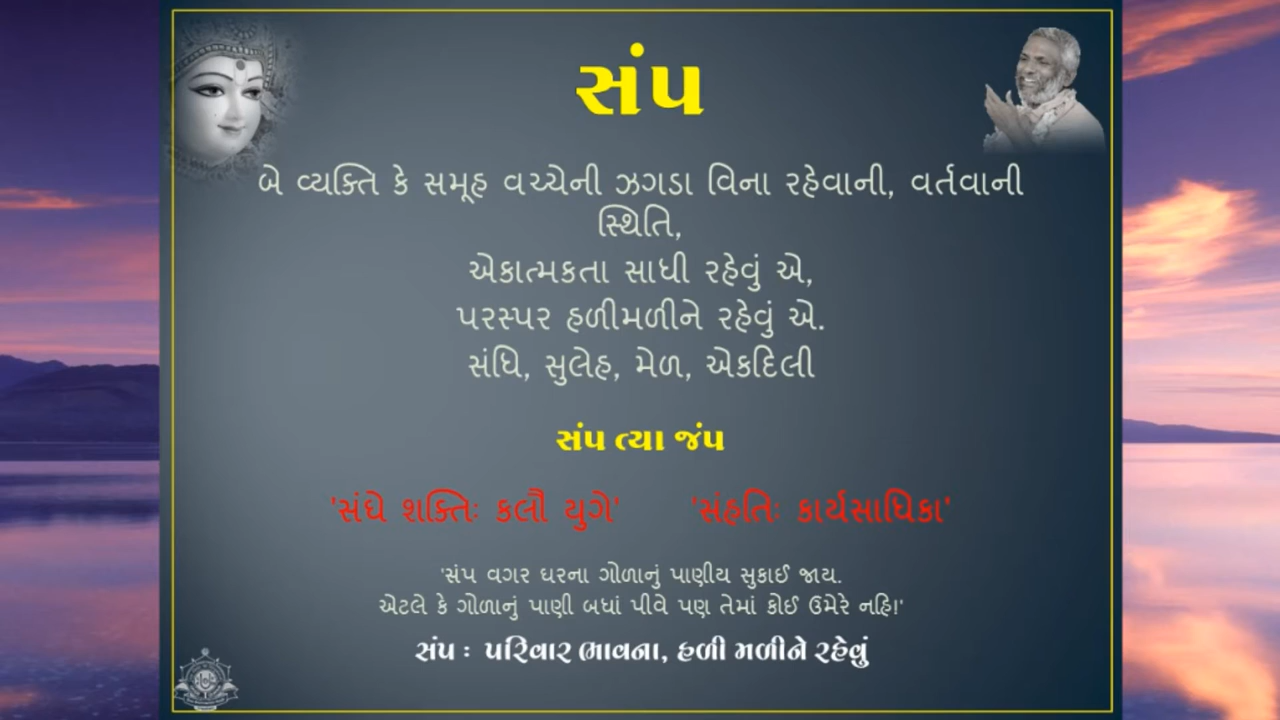 સંપ
બે વ્યક્તિ કે સમૂહ વચ્ચેની ઝગડા વિના રહેવાની, વર્તવાની
સ્થિતિ,
એકાત્મકતા સાધી રહેવું એ,
પરસ્પર હળીમળીને રહેવું એ.
સંધિ, સુલેહ, મેળ, એકદિલી
સંપ ત્યા જંપ
'સંઘે શક્તિઃ કલૌ યુગે' 'સંહતિઃ કાર્યસાધિકા'
'સંપ વગર ઘરના ગોળાનું પાણીય સુકાઈ જાય.
એટલે કે ગોળાનું પાણી બધાં પીવે પણ તેમાં કોઈ ઉમેરે નહિ!'
સંપ : પરિવાર ભાવના, હળી મળીને રહેવું